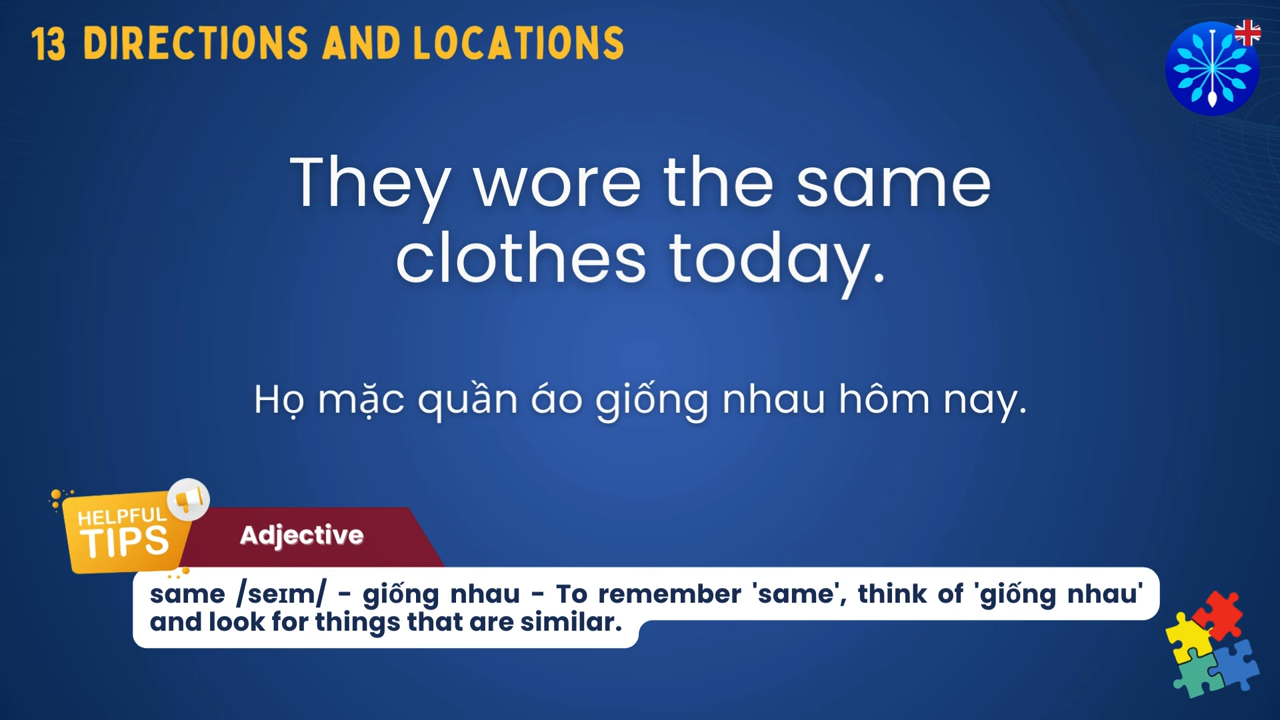 13 DIRECTIONS AND LOCATIONS
They wore the same
clothes today.
Họ mặc quần áo giống nhau hôm nay.
HELPFUL
TIPS
Adjective
same /seɪm/ - giống nhau - To remember 'same', think of 'giống nhau'
and look for things that are similar.